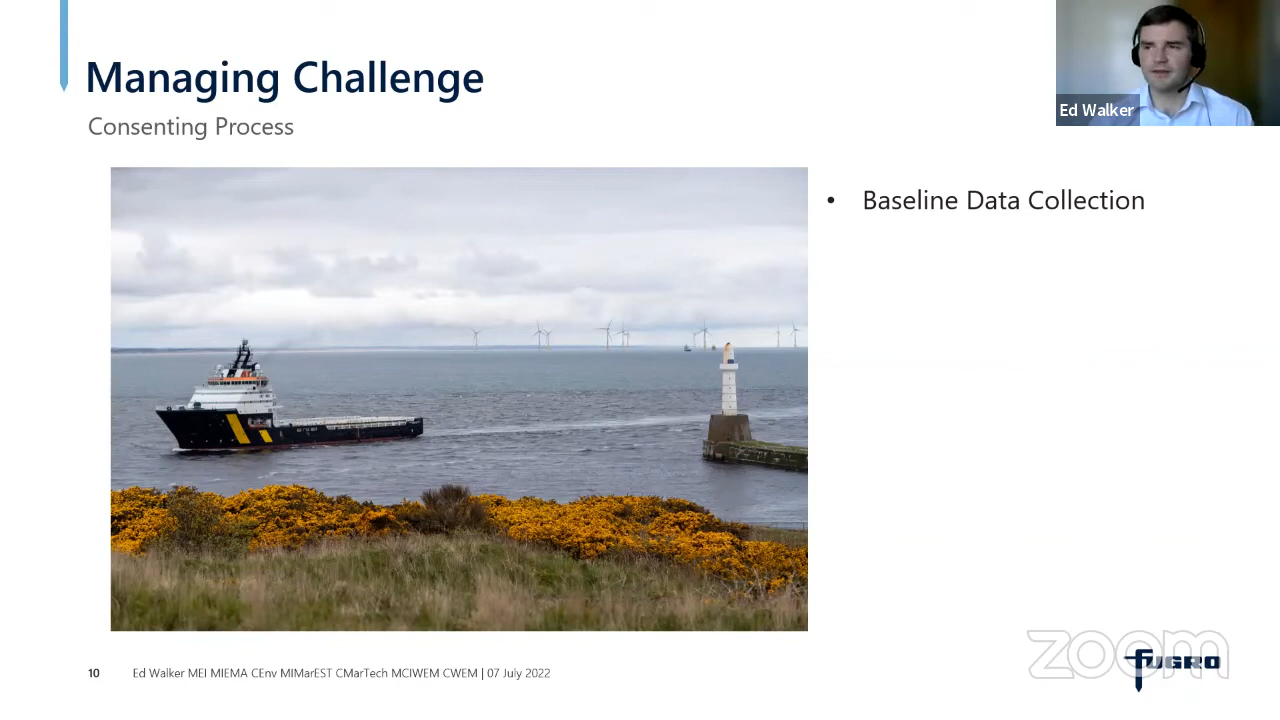 Managing Challenge
Consenting Process
Ed Walker
• Baseline Data Collection
10 Ed Walker MEI MIEMA CEnv MIMarEST CMarTech MCIWEM CWEM | 07 July 2022
zoom
FUGRO